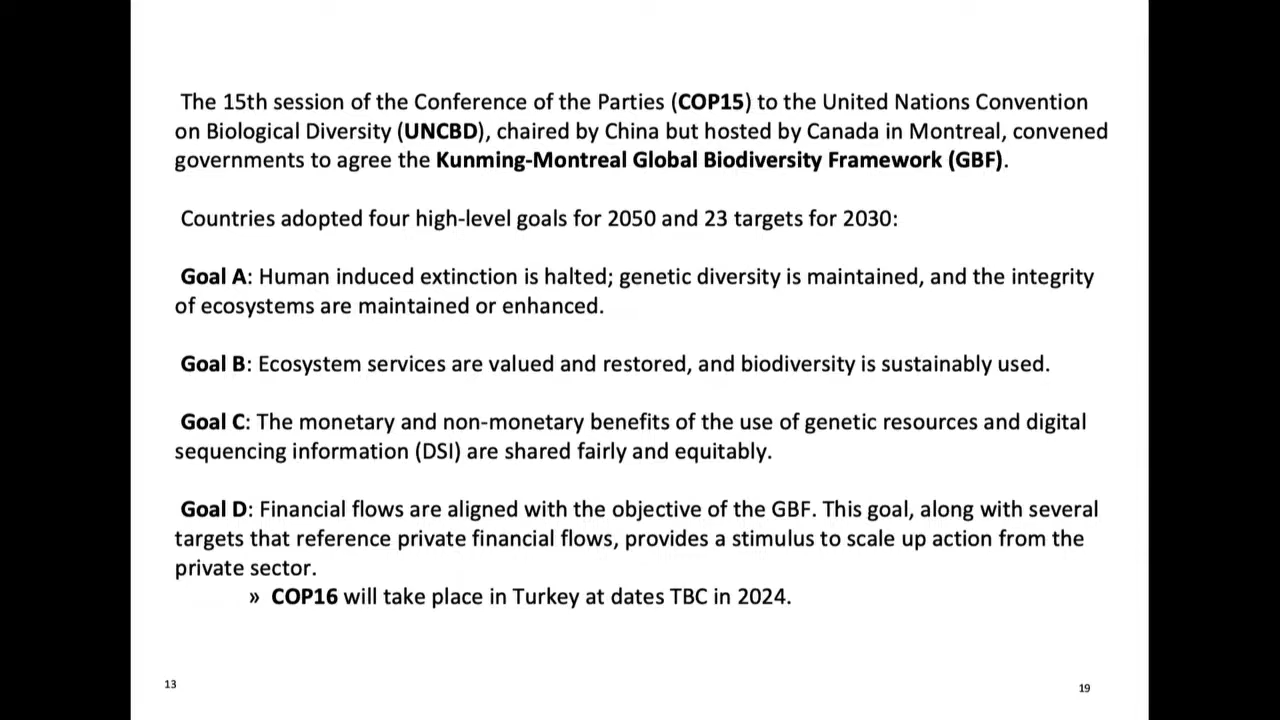 The 15th session of the Conference of the Parties (COP15) to the United Nations Convention
on Biological Diversity (UNCBD), chaired by China but hosted by Canada in Montreal, convened
governments to agree the Kunming-Montreal Global Biodiversity Framework (GBF).
Countries adopted four high-level goals for 2050 and 23 targets for 2030:
Goal A: Human induced extinction is halted; genetic diversity is maintained, and the integrity
of ecosystems are maintained or enhanced.
Goal B: Ecosystem services are valued and restored, and biodiversity is sustainably used.
Goal C: The monetary and non-monetary benefits of the use of genetic resources and digital
sequencing information (DSI) are shared fairly and equitably.
Goal D: Financial flows are aligned with the objective of the GBF. This goal, along with several
targets that reference private financial flows, provides a stimulus to scale up action from the
private sector.
» COP16 will take place in Turkey at dates TBC in 2024.
13
19